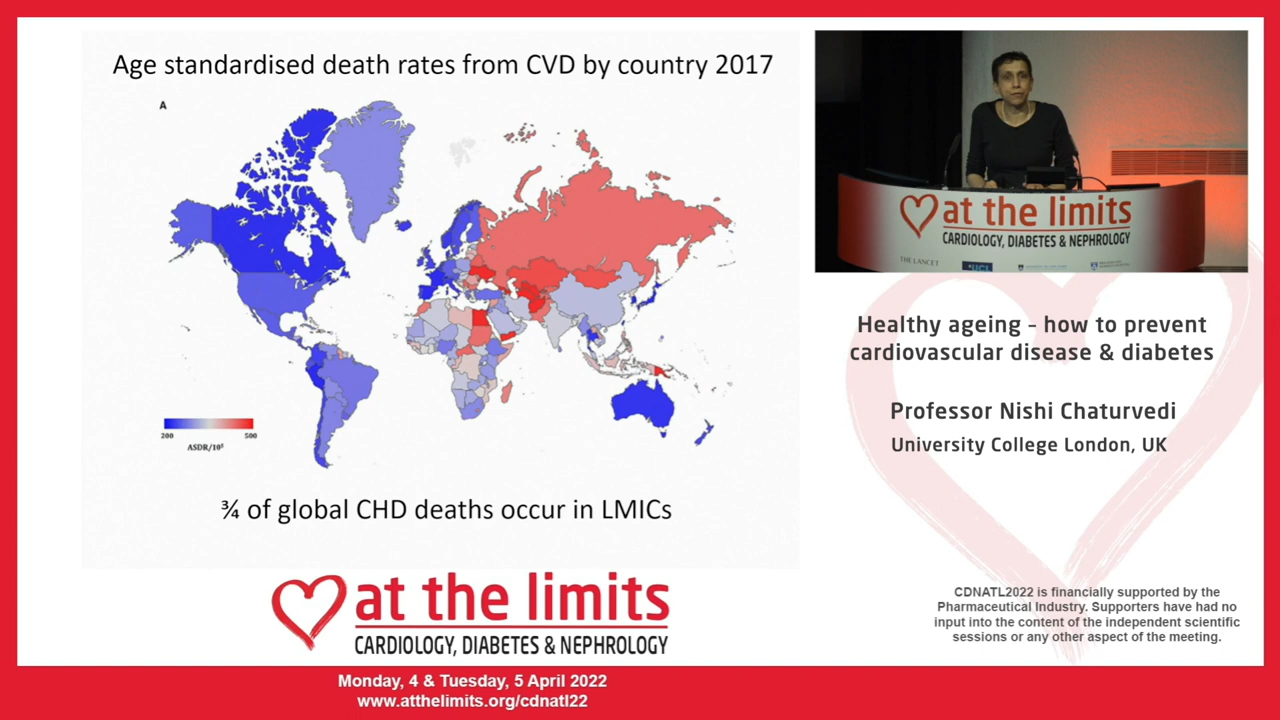 Age standardised death rates from CVD by country 2017
A
200
500
ASDR/10⁵
¾ of global CHD deaths occur in LMICs
at the limits
CARDIOLOGY, DIABETES & NEPHROLOGY
THE LANCET
UCL
Healthy ageing – how to prevent
cardiovascular disease & diabetes
Professor Nishi Chaturvedi
University College London, UK
at the limits
CARDIOLOGY, DIABETES & NEPHROLOGY
CDNATL2022 is financially supported by the
Pharmaceutical Industry. Supporters have had no
input into the content of the independent scientific
sessions or any other aspect of the meeting.
Monday, 4 & Tuesday, 5 April 2022
www.atthelimits.org/cdnatl22